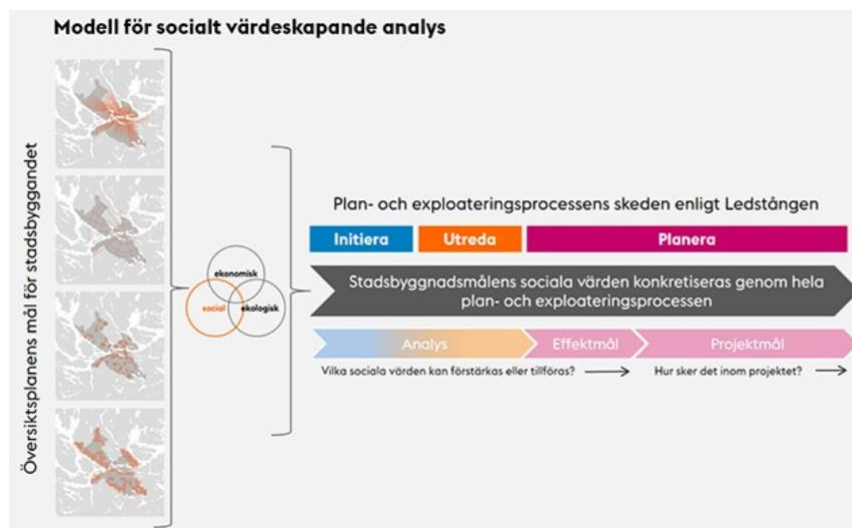 Modell för socialt värdeskapande analys
Översiktsplanens mål för stadsbyggandet
ekonomisk
social
ekologisk
Plan- och exploateringsprocessens skeden enligt Ledstången
Initiera
Utreda
Planera
Stadsbyggnadsmålens sociala värden konkretiseras genom hela
plan- och exploateringsprocessen
Analys
Effektmål
Projektmål
Vilka sociala värden kan förstärkas eller tillföras?
Hur sker det inom projektet?